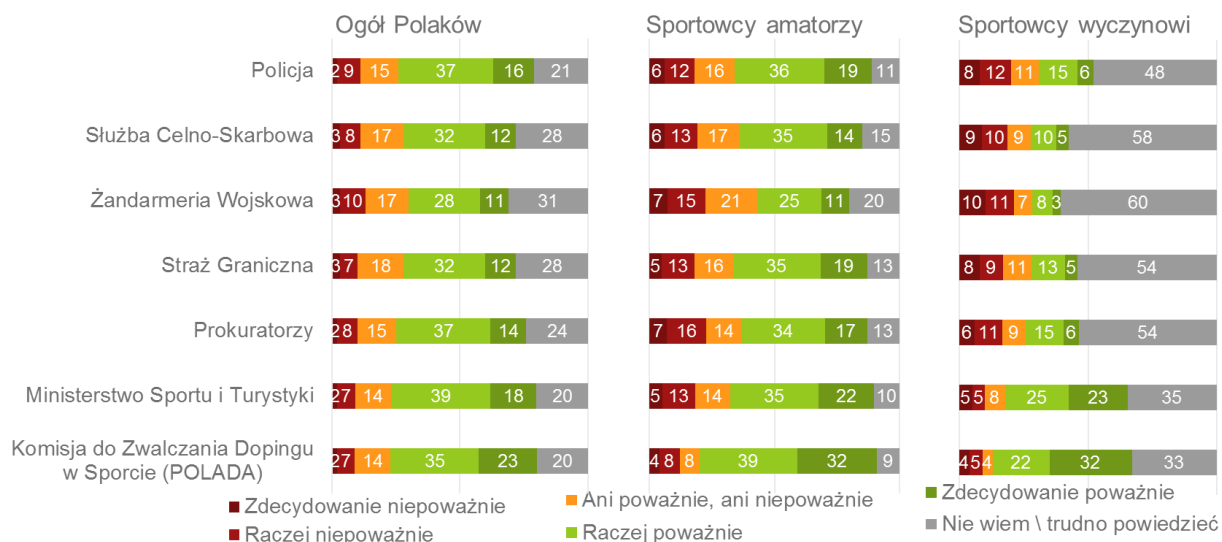 Ogół Polaków Sportowcy amatorzy Sportowcy wyczynowi
Policja 2 9 15 37 16 21 6 12 16 36 19 11 8 12 11 15 6 48
Służba Celno-Skarbowa 3 8 17 32 12 28 6 13 17 35 14 15 9 10 9 10 5 58
Żandarmeria Wojskowa 3 10 17 28 11 31 7 15 21 25 11 20 10 11 7 8 3 60
Straż Graniczna 3 7 18 32 12 28 5 13 16 35 19 13 8 9 11 13 5 54
Prokuratorzy 2 8 15 37 14 24 7 16 14 34 17 13 6 11 9 15 6 54
Ministerstwo Sportu i Turystyki 2 7 14 39 18 20 5 13 14 35 22 10 5 5 8 25 23 35
Komisja do Zwalczania Dopingu
w Sporcie (POLADA) 2 7 14 35 23 20 4 8 8 39 32 9 4 5 4 22 32 33
Zdecydowanie niepoważnie Ani poważnie, ani niepoważnie Zdecydowanie poważnie
Raczej niepoważnie Raczej poważnie Nie wiem \ trudno powiedzieć